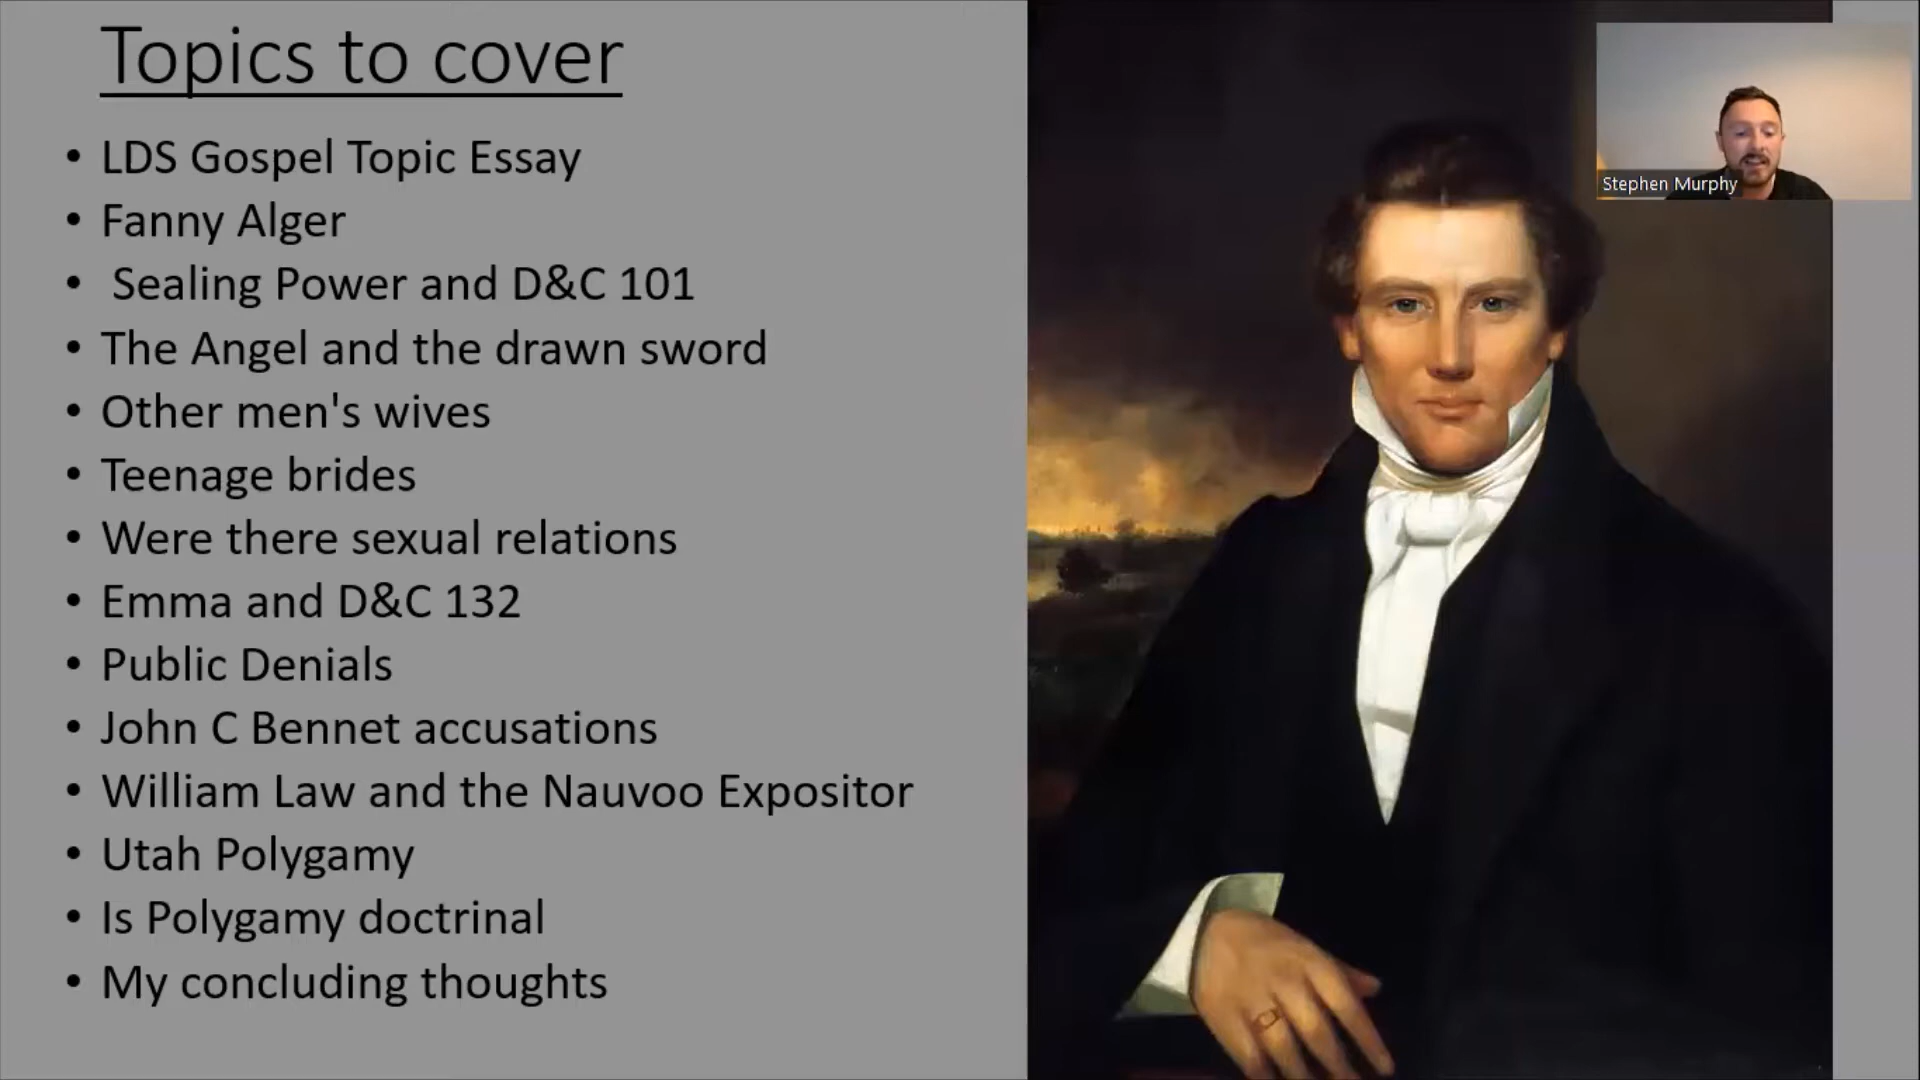 Topics to cover
• LDS Gospel Topic Essay
• Fanny Alger
• Sealing Power and D&C 101
• The Angel and the drawn sword
• Other men's wives
• Teenage brides
• Were there sexual relations
• Emma and D&C 132
• Public Denials
• John C Bennet accusations
• William Law and the Nauvoo Expositor
• Utah Polygamy
• Is Polygamy doctrinal
• My concluding thoughts
Stephen Murphy